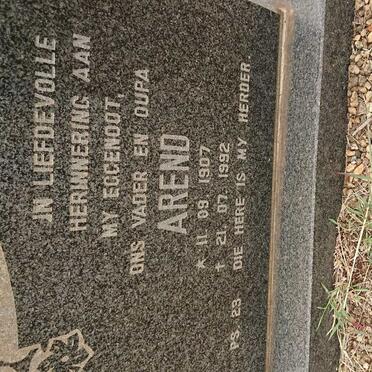 IN LIEFDEVOLLE
HERINNERING AAN
MY EGGENOOT,
ONS VADER EN OUPA
AREND
★ 11. 09. 1907
✝ 21. 07. 1992
PS. 23 DIE HERE IS MY HERDER